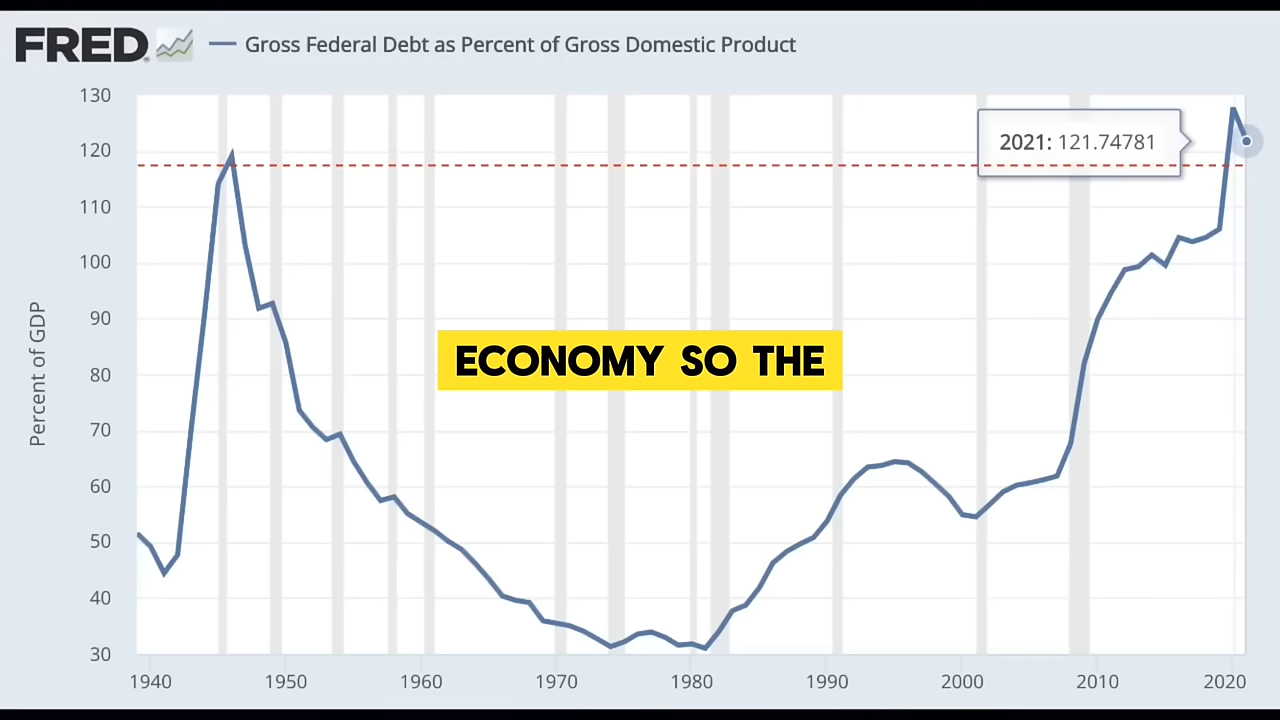 FRED
Gross Federal Debt as Percent of Gross Domestic Product
130
120
110
100
90
80
70
60
50
40
30
Percent of GDP
2021: 121.74781
ECONOMY SO THE
1940 1950 1960 1970 1980 1990 2000 2010 2020